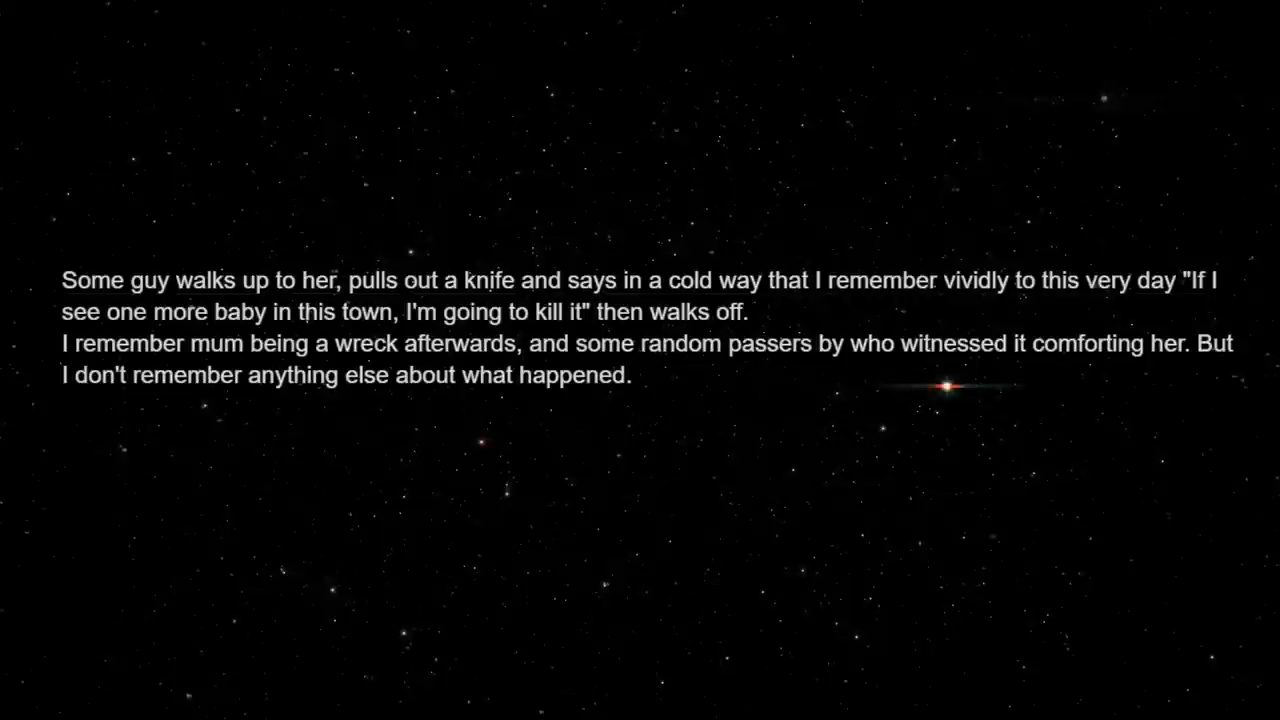 Some guy walks up to her, pulls out a knife and says in a cold way that I remember vividly to this very day "If I
see one more baby in this town, I'm going to kill it" then walks off.
I remember mum being a wreck afterwards, and some random passers by who witnessed it comforting her. But
I don't remember anything else about what happened.